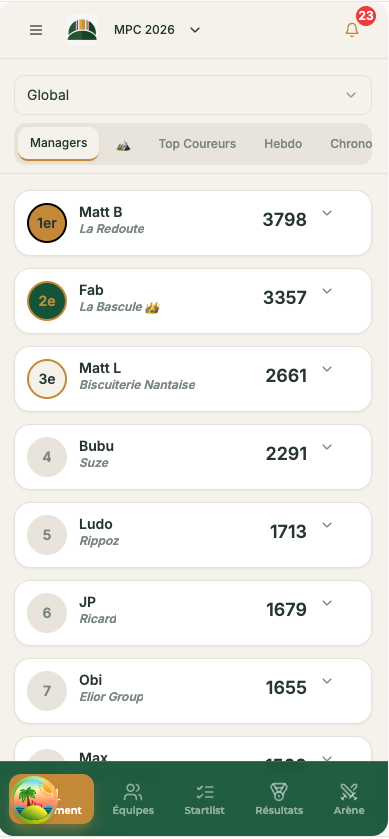 MPC 2026
23
Global
Managers
Top Coureurs
Hebdo
Chrono
1er
Matt B
La Redoute
3798
2e
Fab
La Bascule
3357
3e
Matt L
Biscuiterie Nantaise
2661
4
Bubu
Suze
2291
5
Ludo
Rippoz
1713
6
JP
Ricard
1679
7
Obi
Elior Group
1655
Max
ment
Équipes
Startlist
Résultats
Arène